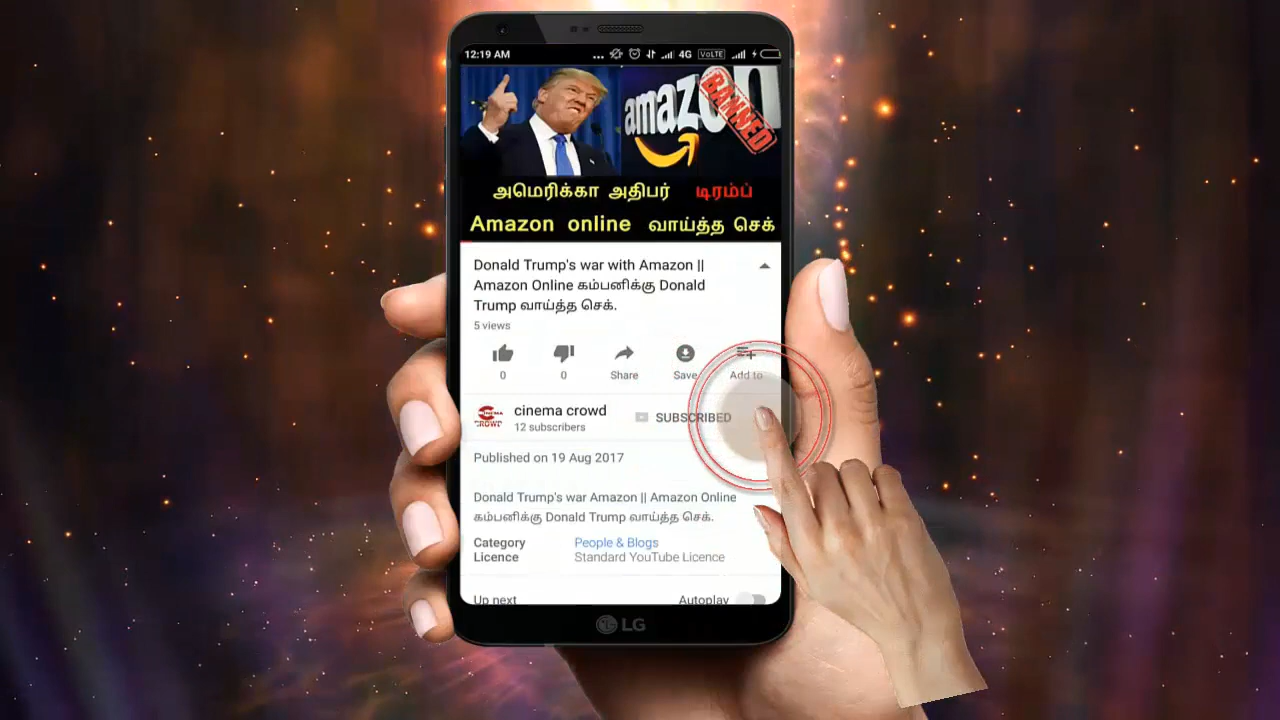 12:19 AM
4G VoLTE
amazon
BANNED
அமெரிக்கா அதிபர் டிரம்ப்
Amazon online வாய்த்த செக்
Donald Trump's war with Amazon ||
Amazon Online கம்பனிக்கு Donald
Trump வாய்த்த செக்.
5 views
0 0 Share Save Add to
cinema crowd
CINEMA
CROWD
SUBSCRIBED
12 subscribers
Published on 19 Aug 2017
Donald Trump's war Amazon || Amazon Online
கம்பனிக்கு Donald Trump வாய்த்த செக்.
Category People & Blogs
Licence Standard YouTube Licence
Up next Autoplay
LG